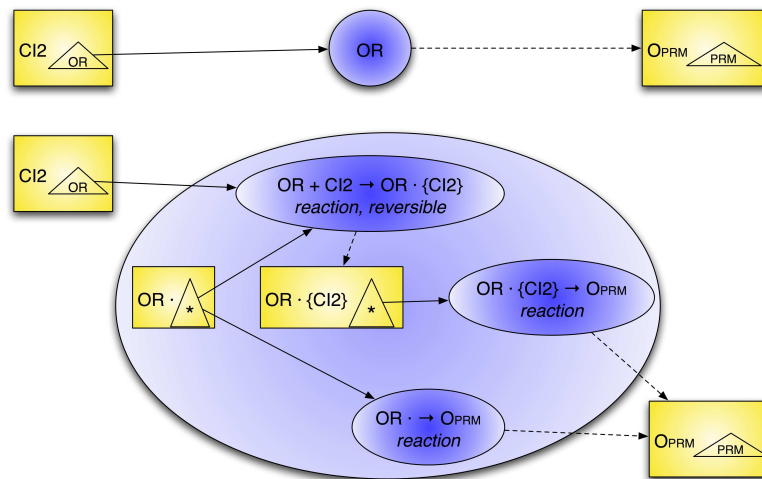 CI2
OR
OR
OPRM
PRM
CI2
OR
OR + CI2 → OR · {CI2}
reaction, reversible
OR ·
*
OR · {CI2}
*
OR · {CI2} → OPRM
reaction
OR · → OPRM
reaction
OPRM
PRM